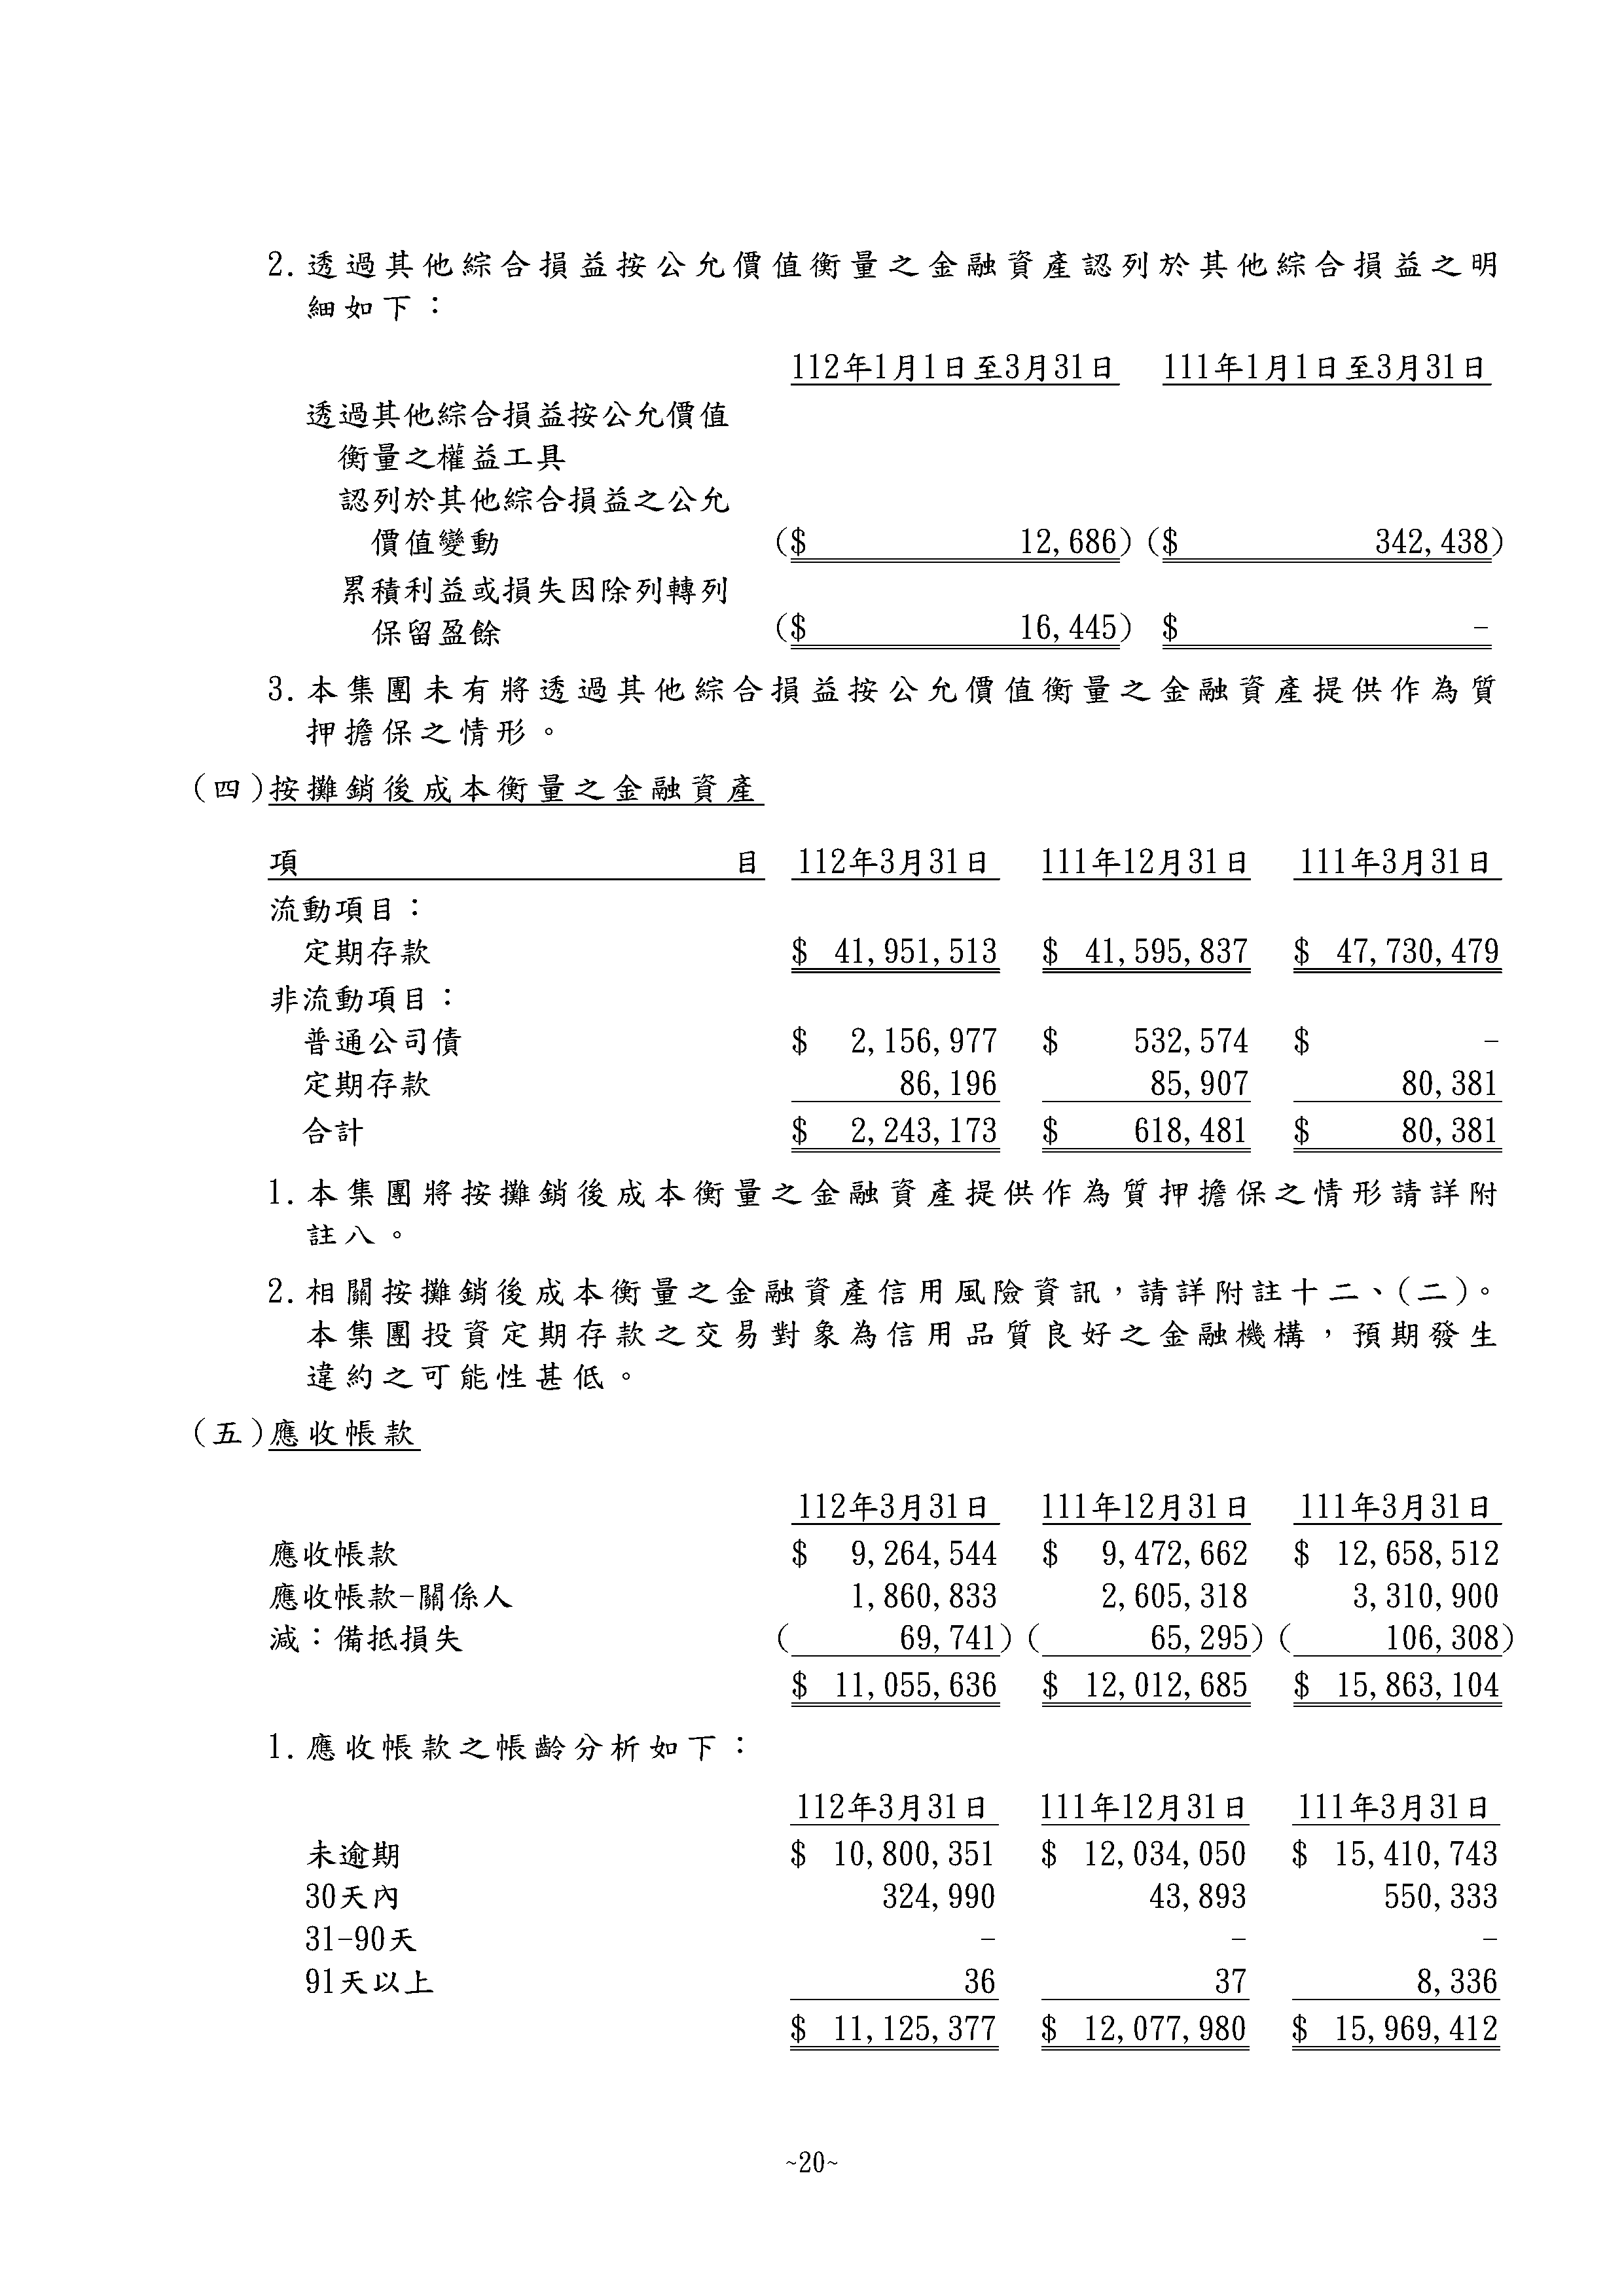 2.透過其他綜合損益按公允價值衡量之金融資產認列於其他綜合損益之明
細如下：
112年1月1日至3月31日 111年1月1日至3月31日
透過其他綜合損益按公允價值
衡量之權益工具
認列於其他綜合損益之公允
價值變動 ($ 12,686) ($ 342,438)
累積利益或損失因除列轉列
保留盈餘 ($ 16,445) $ -
3.本集團未有將透過其他綜合損益按公允價值衡量之金融資產提供作為質
押擔保之情形。
(四)按攤銷後成本衡量之金融資產
項 目 112年3月31日 111年12月31日 111年3月31日
流動項目：
定期存款 $ 41,951,513 $ 41,595,837 $ 47,730,479
非流動項目：
普通公司債 $ 2,156,977 $ 532,574 $ -
定期存款 86,196 85,907 80,381
合計 $ 2,243,173 $ 618,481 $ 80,381
1.本集團將按攤銷後成本衡量之金融資產提供作為質押擔保之情形請詳附
註八。
2.相關按攤銷後成本衡量之金融資產信用風險資訊，請詳附註十二、(二)。
本集團投資定期存款之交易對象為信用品質良好之金融機構，預期發生
違約之可能性甚低。
(五)應收帳款
112年3月31日 111年12月31日 111年3月31日
應收帳款 $ 9,264,544 $ 9,472,662 $ 12,658,512
應收帳款-關係人 1,860,833 2,605,318 3,310,900
減：備抵損失 ( 69,741) ( 65,295) ( 106,308)
$ 11,055,636 $ 12,012,685 $ 15,863,104
1.應收帳款之帳齡分析如下：
112年3月31日 111年12月31日 111年3月31日
未逾期 $ 10,800,351 $ 12,034,050 $ 15,410,743
30天內 324,990 43,893 550,333
31-90天 - - -
91天以上 36 37 8,336
$ 11,125,377 $ 12,077,980 $ 15,969,412
~20~